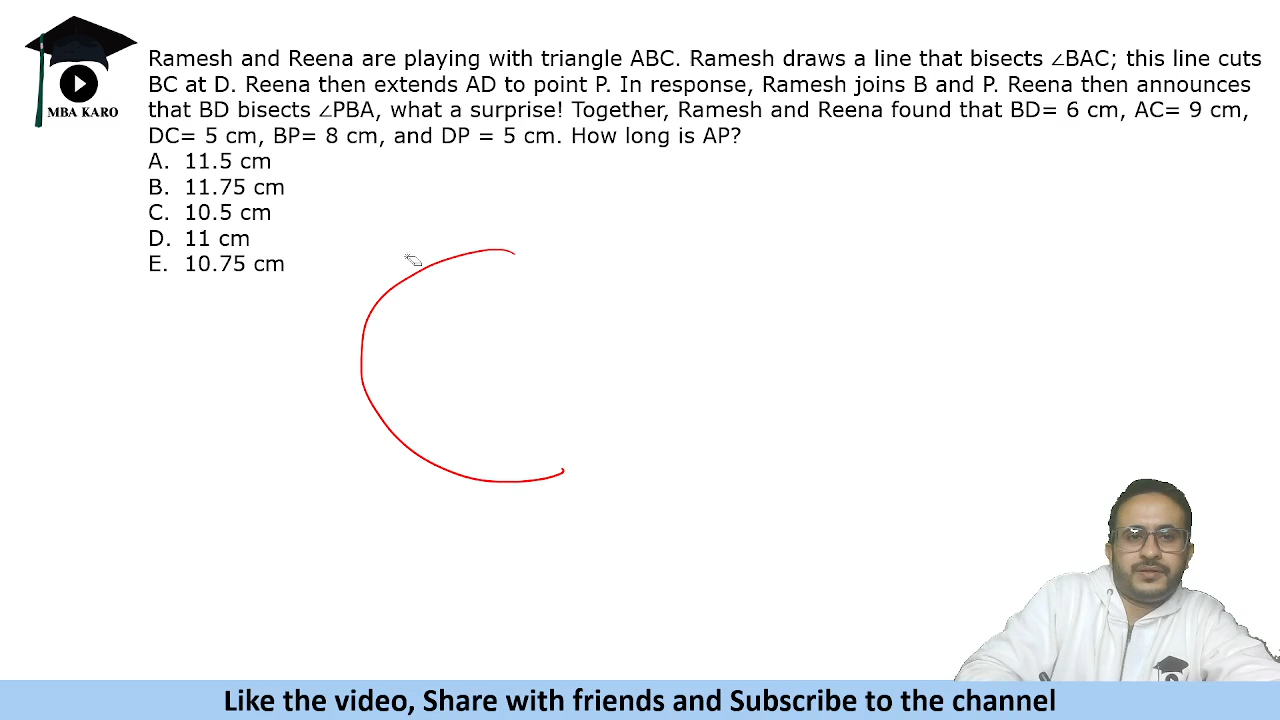 Ramesh and Reena are playing with triangle ABC. Ramesh draws a line that bisects ∠BAC; this line cuts
BC at D. Reena then extends AD to point P. In response, Ramesh joins B and P. Reena then announces
that BD bisects ∠PBA, what a surprise! Together, Ramesh and Reena found that BD= 6 cm, AC= 9 cm,
DC= 5 cm, BP= 8 cm, and DP = 5 cm. How long is AP?
A. 11.5 cm
B. 11.75 cm
C. 10.5 cm
D. 11 cm
E. 10.75 cm
MBA KARO
Like the video, Share with friends and Subscribe to the channel